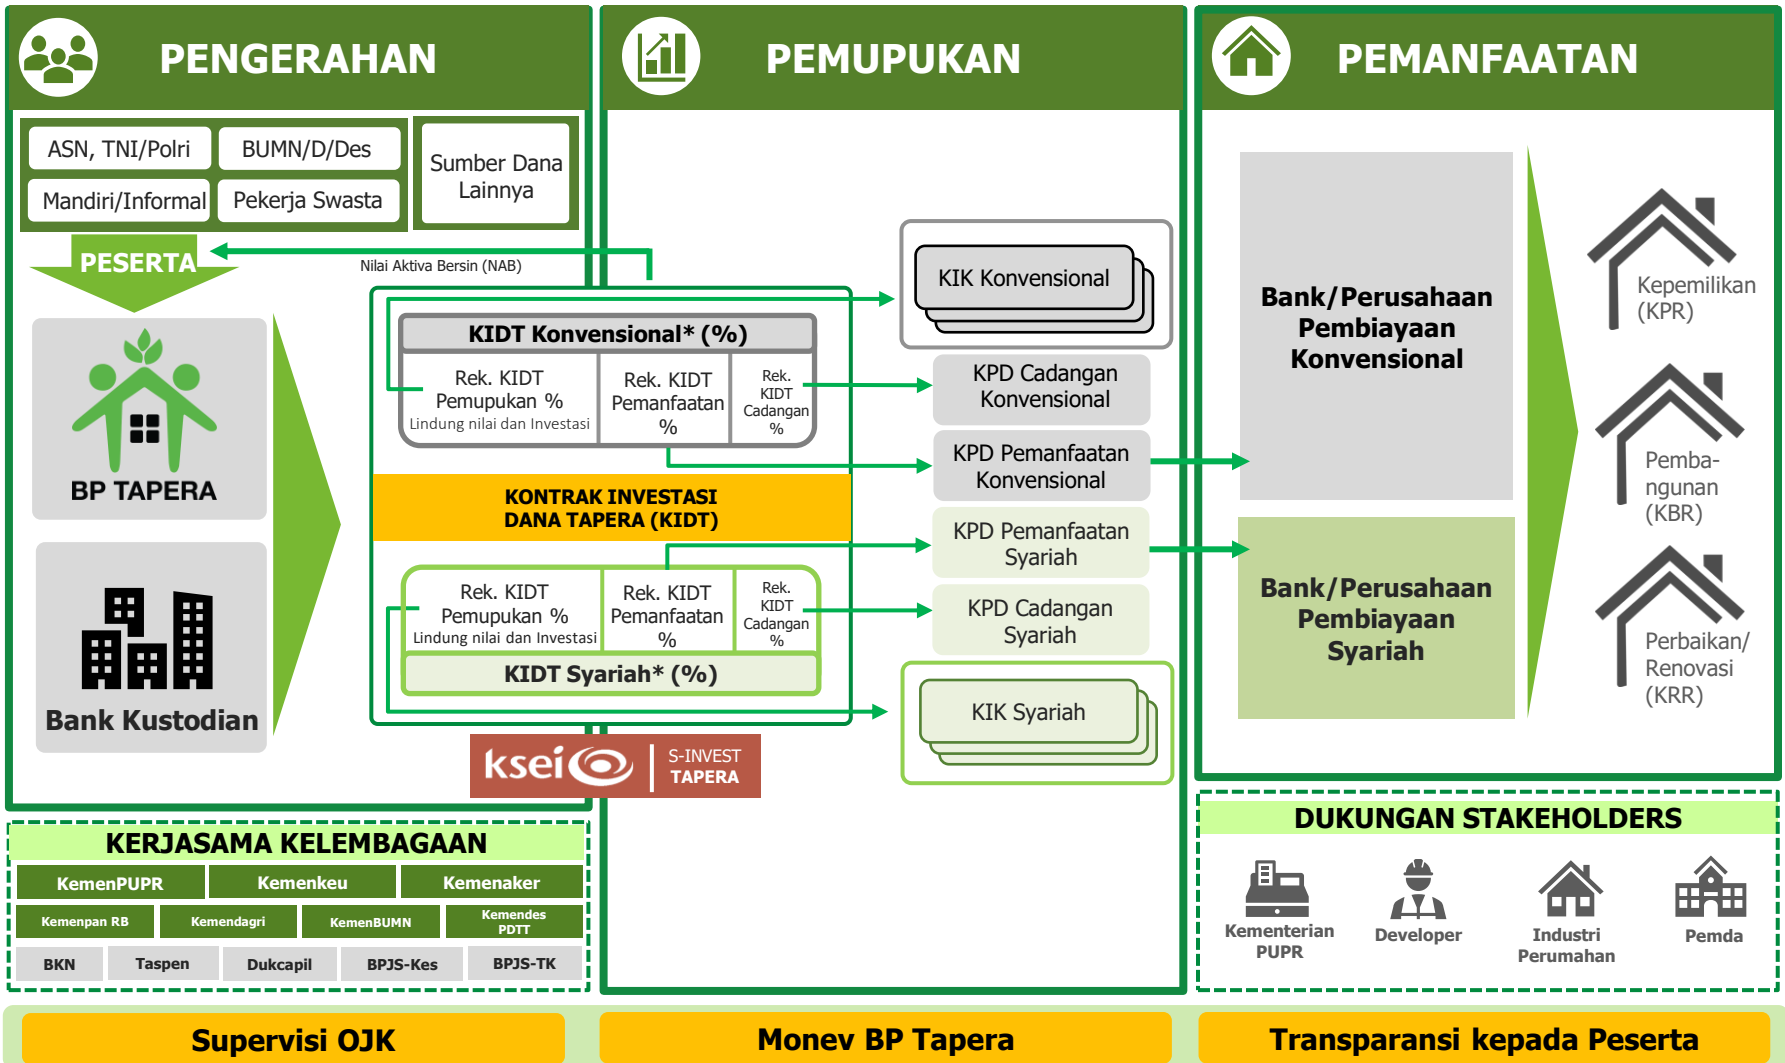 PENGERAHAN
ASN, TNI/Polri
BUMN/D/Des
Mandiri/Informal
Pekerja Swasta
Sumber Dana
Lainnya
PESERTA
Nilai Aktiva Bersin (NAB)
BP TAPERA
Bank Kustodian
KIDT Konvensional* (%)
Rek. KIDT
Pemupukan %
Lindung nilai dan Investasi
Rek. KIDT
Pemanfaatan
%
Rek.
KIDT
Cadangan
%
KONTRAK INVESTASI
DANA TAPERA (KIDT)
Rek. KIDT
Pemupukan %
Lindung nilai dan Investasi
Rek. KIDT
Pemanfaatan
%
Rek.
KIDT
Cadangan
%
KIDT Syariah* (%)
ksei
S-INVEST
TAPERA
PEMUPUKAN
KIK Konvensional
KPD Cadangan
Konvensional
KPD Pemanfaatan
Konvensional
KPD Pemanfaatan
Syariah
KPD Cadangan
Syariah
KIK Syariah
PEMANFAATAN
Bank/Perusahaan
Pembiayaan
Konvensional
Bank/Perusahaan
Pembiayaan
Syariah
Kepemilikan
(KPR)
Pemba-
ngunan
(KBR)
Perbaikan/
Renovasi
(KRR)
KERJASAMA KELEMBAGAAN
KemenPUPR
Kemenkeu
Kemenaker
Kemenpan RB
Kemendagri
KemenBUMN
Kemendes
PDTT
BKN
Taspen
Dukcapil
BPJS-Kes
BPJS-TK
DUKUNGAN STAKEHOLDERS
Kementerian
PUPR
Developer
Industri
Perumahan
Pemda
Supervisi OJK
Monev BP Tapera
Transparansi kepada Peserta